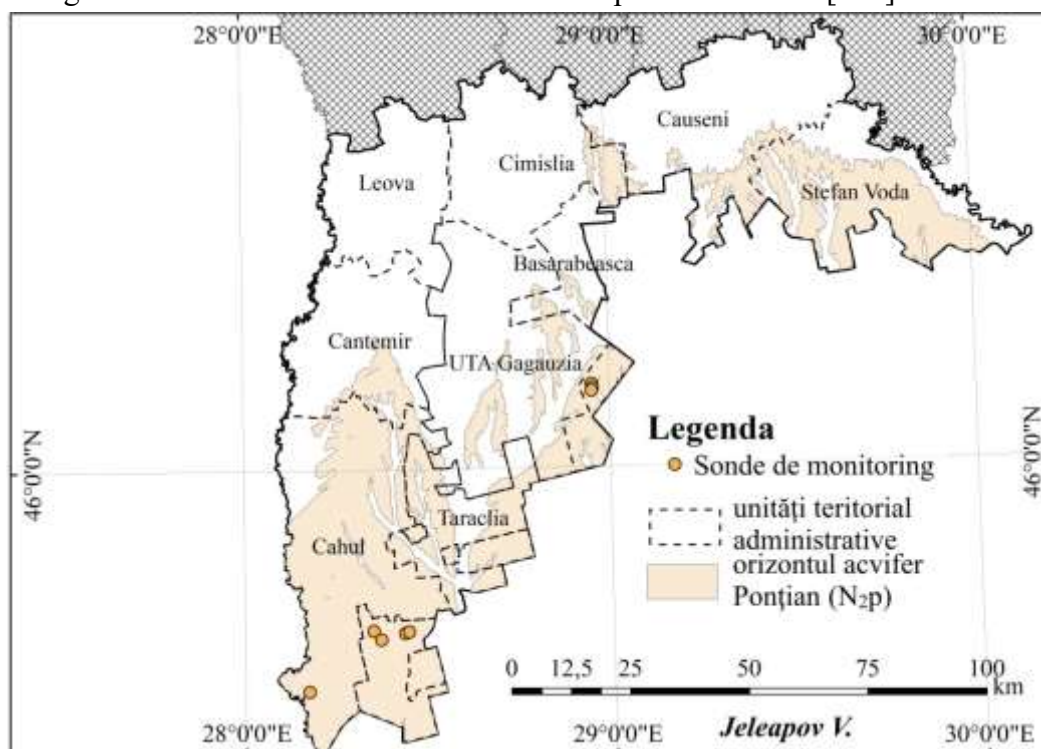 28°0'0"E 29°0'0"E 30°0'0"E
Causeni
Cimislia
Leova
Stefan Voda
Basarabeasca
Cantemir
UTA Gagauzia
46°0'0"N
46°0'0"N
Legenda
Sonde de monitoring
unități teritorial
administrative
orizontul acvifer
Ponțian (N₂p)
Taraclia
Cahul
0 12,5 25 50 75 100
km
Jeleapov V.
28°0'0"E 29°0'0"E 30°0'0"E